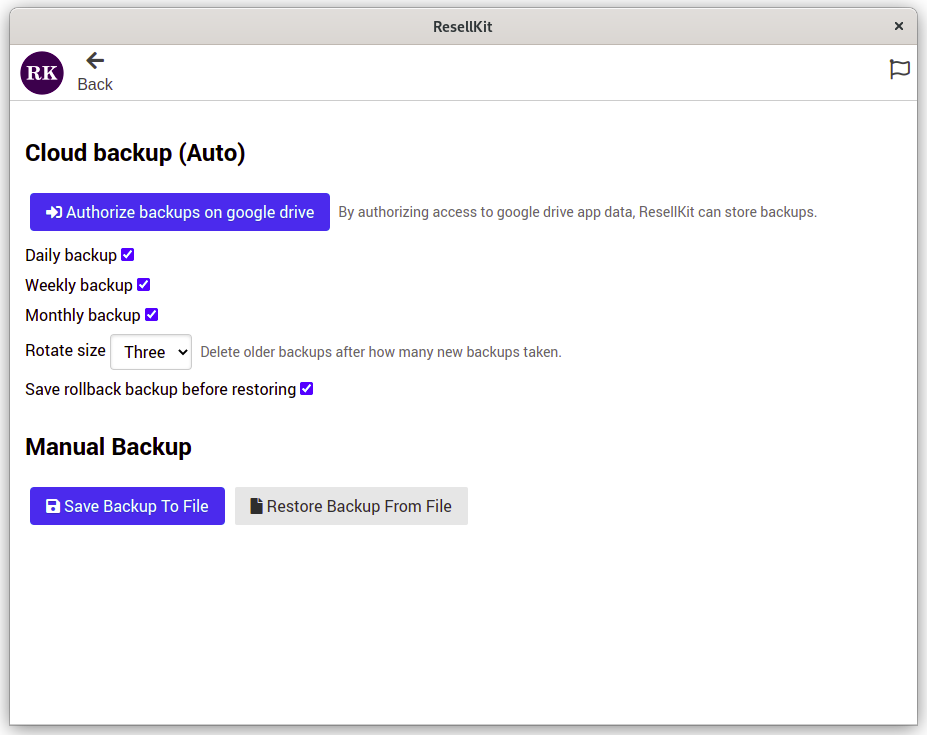 ResellKit
RK
Back
Cloud backup (Auto)
Authorize backups on google drive By authorizing access to google drive app data, ResellKit can store backups.
Daily backup
Weekly backup
Monthly backup
Rotate size Three Delete older backups after how many new backups taken.
Save rollback backup before restoring
Manual Backup
Save Backup To File Restore Backup From File